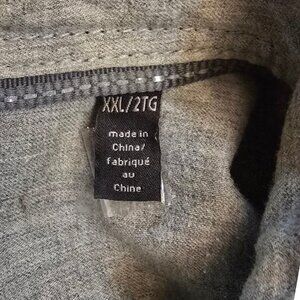 XXL/2TG
made in
China/
fabriqué
au
Chine